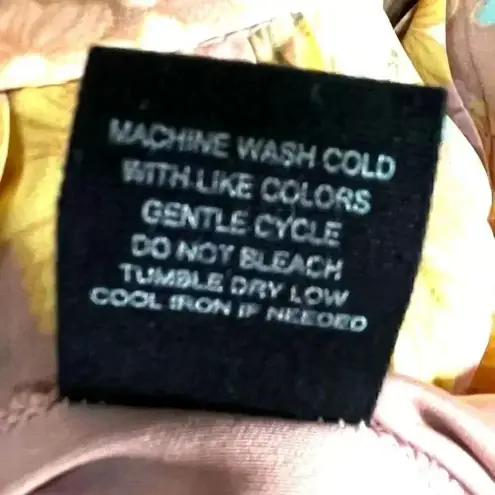 MACHINE WASH COLD
WITH LIKE COLORS
GENTLE CYCLE
DO NOT BLEACH
TUMBLE DRY LOW
COOL IRON IF NEEDED